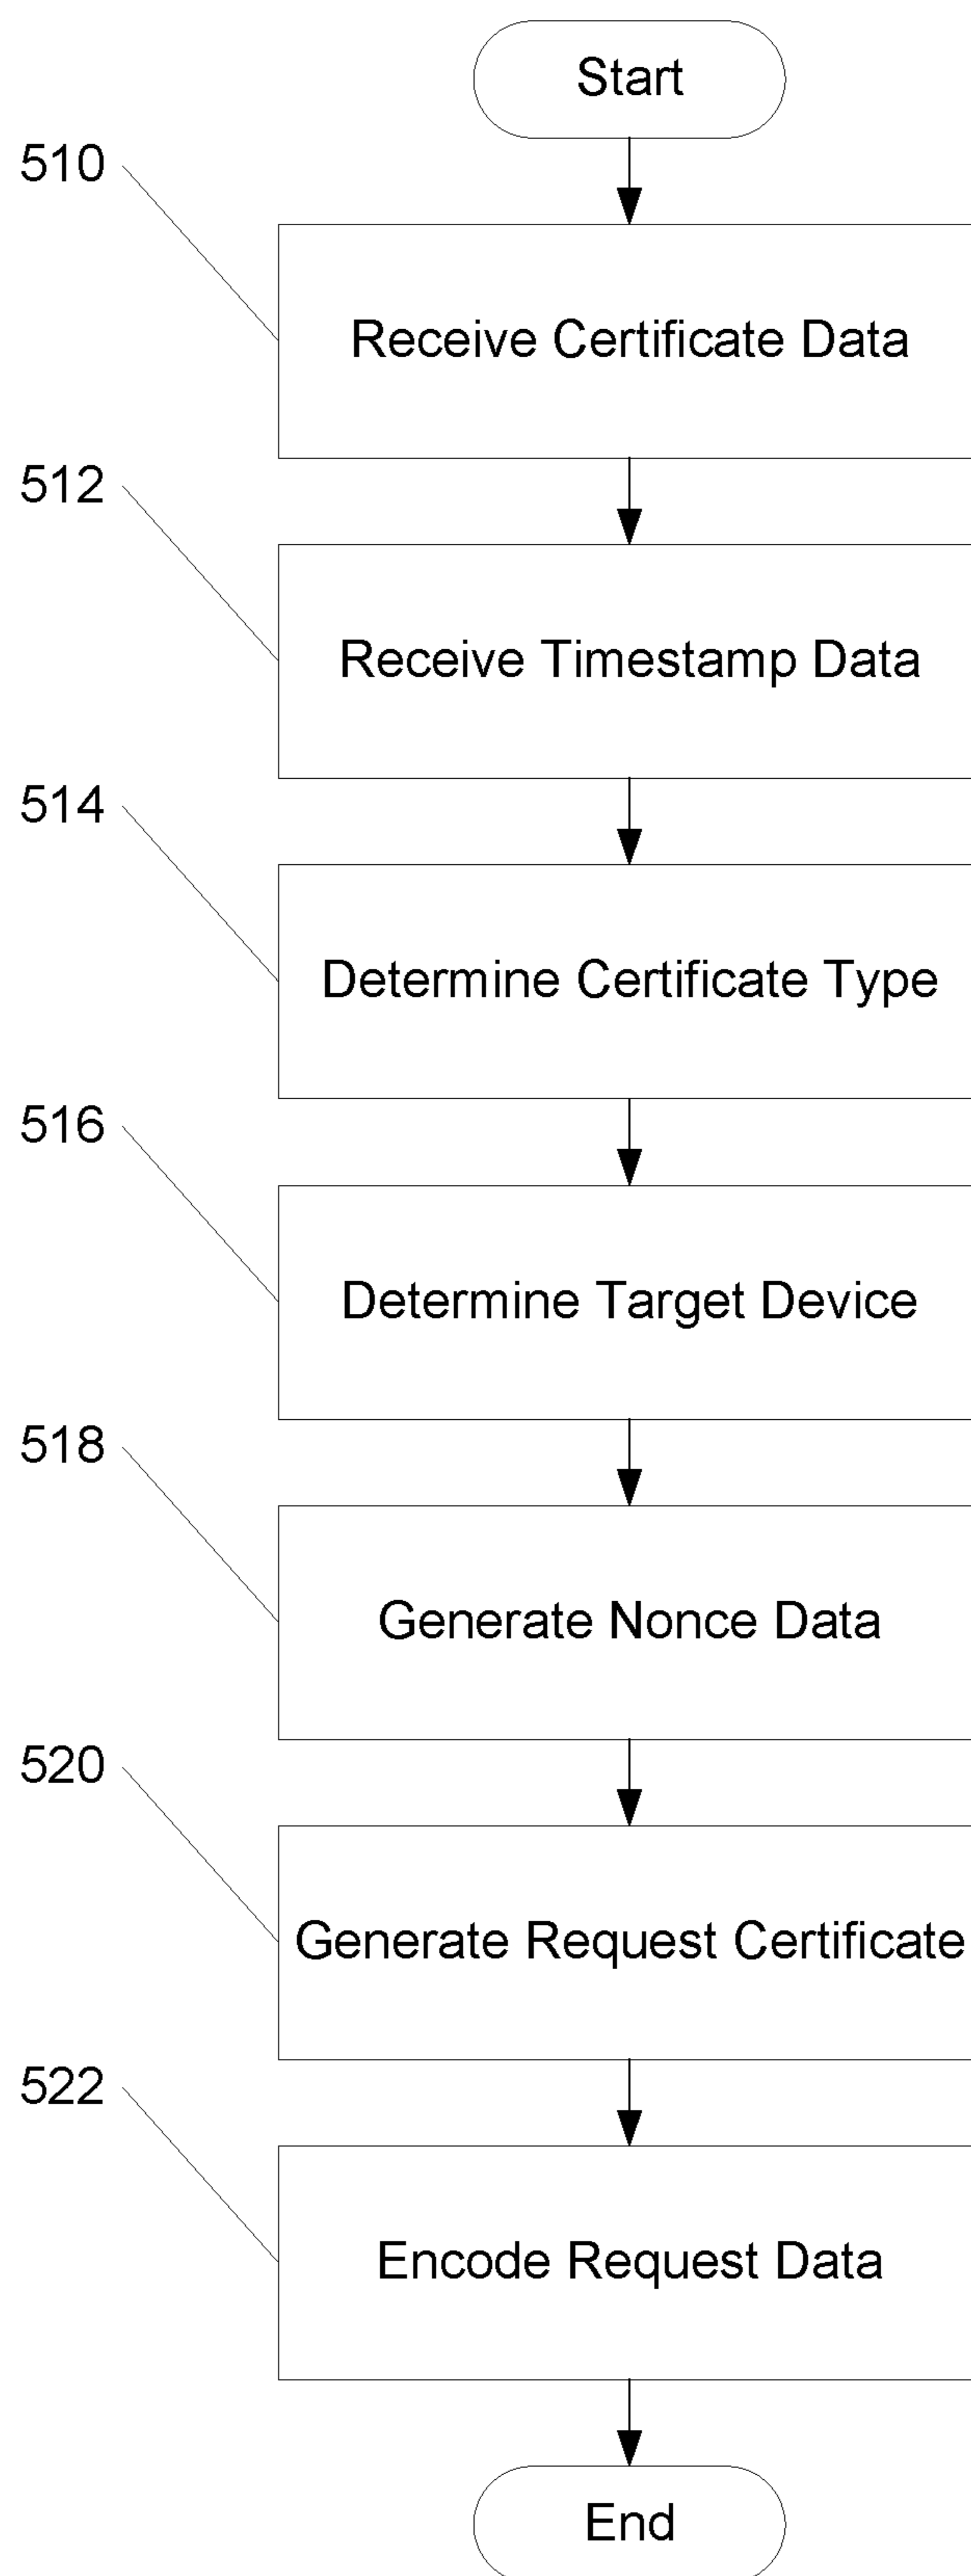 Start
510
Receive Certificate Data
512
Receive Timestamp Data
514
Determine Certificate Type
516
Determine Target Device
518
Generate Nonce Data
520
Generate Request Certificate
522
Encode Request Data
End